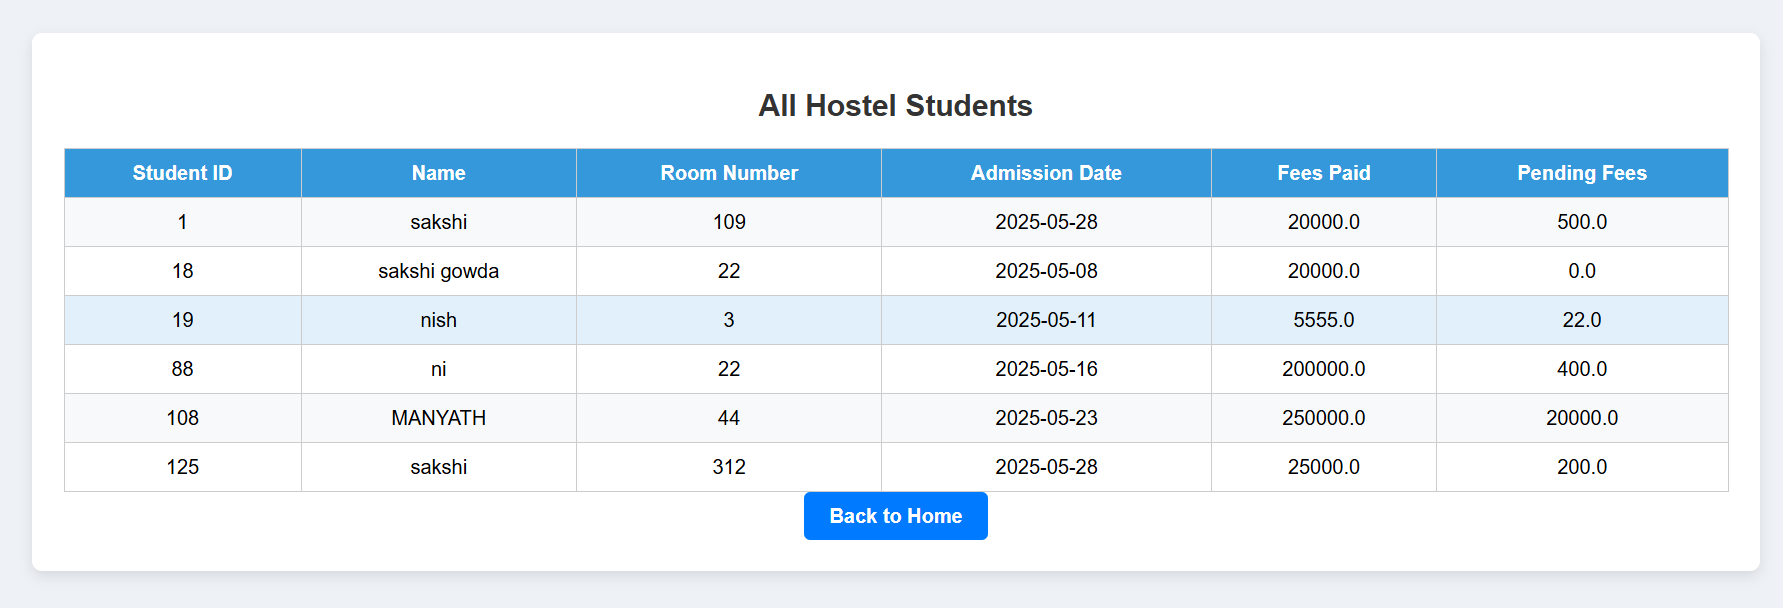 All Hostel Students
Student ID Name Room Number Admission Date Fees Paid Pending Fees
1 sakshi 109 2025-05-28 20000.0 500.0
18 sakshi gowda 22 2025-05-08 20000.0 0.0
19 nish 3 2025-05-11 5555.0 22.0
88 ni 22 2025-05-16 200000.0 400.0
108 MANYATH 44 2025-05-23 250000.0 20000.0
125 sakshi 312 2025-05-28 25000.0 200.0
Back to Home